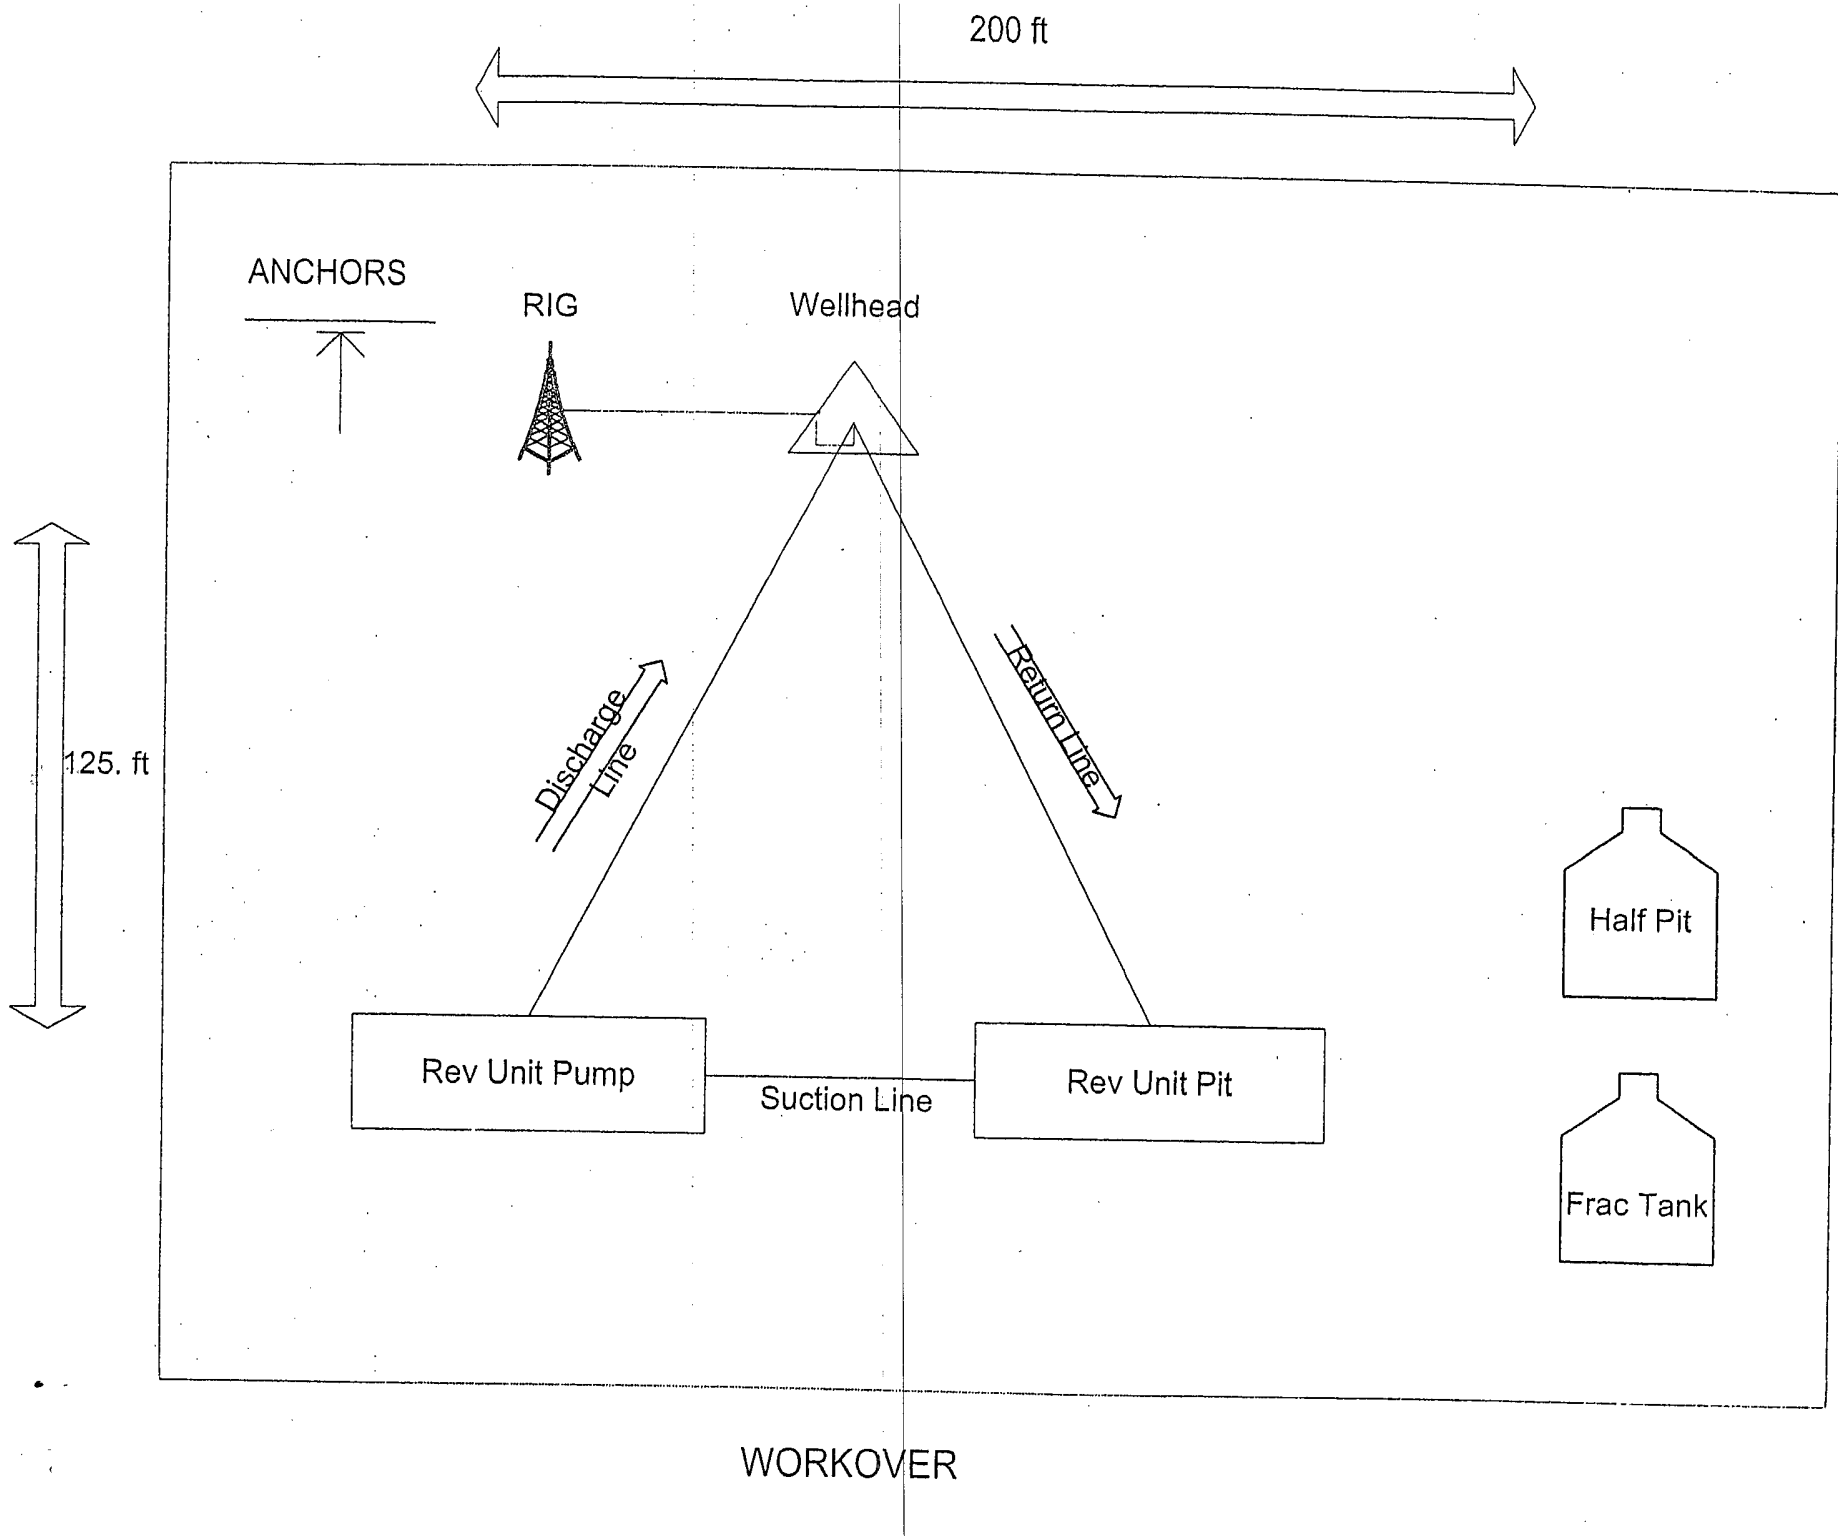 200 ft
ANCHORS
RIG
Wellhead
Discharge
Line
Return Line
125. ft
Half Pit
Rev Unit Pump
Suction Line
Rev Unit Pit
Frac Tank
WORKOVER